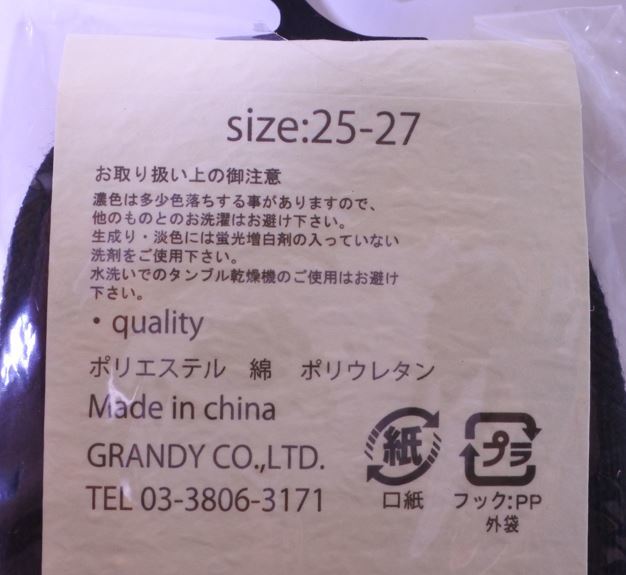 size:25-27
お取り扱い上の御注意
濃色は多少色落ちする事がありますので、
他のものとのお洗濯はお避け下さい。
生成り・淡色には蛍光増白剤の入っていない
洗剤をご使用下さい。
水洗いでのタンブル乾燥機のご使用はお避け
下さい。
・quality
ポリエステル 綿 ポリウレタン
Made in china
GRANDY CO.,LTD.
TEL 03-3806-3171
紙
口紙
プラ
フック:PP
外袋